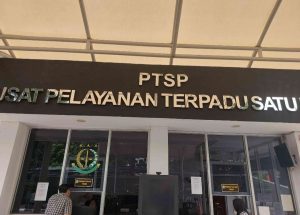 PTSP
USAT PELAYANAN TERPADU SATU